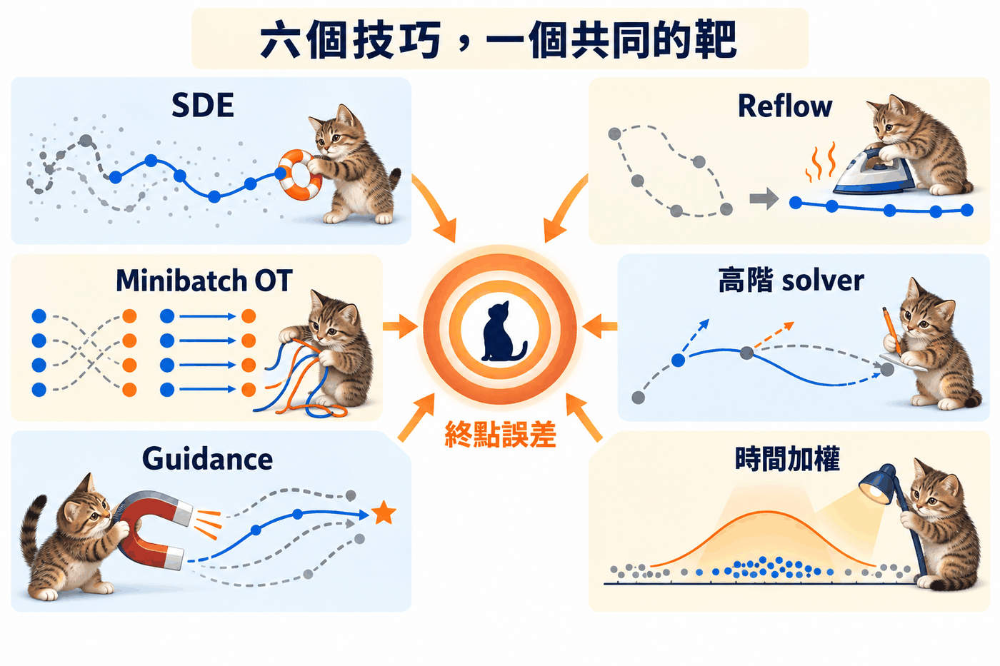 六個技巧，一個共同的靶
SDE
Reflow
Minibatch OT
高階 solver
終點誤差
Guidance
時間加權